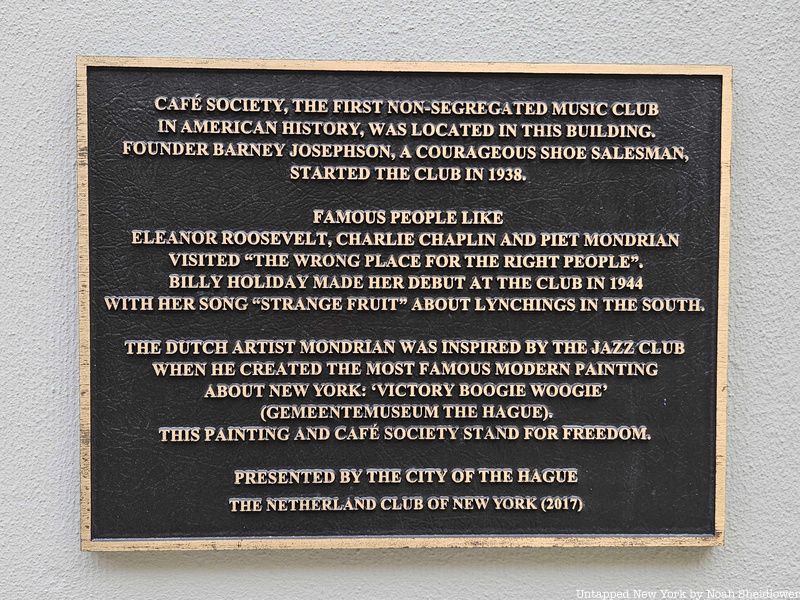 CAFÉ SOCIETY, THE FIRST NON-SEGREGATED MUSIC CLUB
IN AMERICAN HISTORY, WAS LOCATED IN THIS BUILDING.
FOUNDER BARNEY JOSEPHSON, A COURAGEOUS SHOE SALESMAN,
STARTED THE CLUB IN 1938.
FAMOUS PEOPLE LIKE
ELEANOR ROOSEVELT, CHARLIE CHAPLIN AND PIET MONDRIAN
VISITED “THE WRONG PLACE FOR THE RIGHT PEOPLE”.
BILLY HOLIDAY MADE HER DEBUT AT THE CLUB IN 1944
WITH HER SONG “STRANGE FRUIT” ABOUT LYNCHINGS IN THE SOUTH.
THE DUTCH ARTIST MONDRIAN WAS INSPIRED BY THE JAZZ CLUB
WHEN HE CREATED THE MOST FAMOUS MODERN PAINTING
ABOUT NEW YORK: ‘VICTORY BOOGIE WOOGIE’
(GEMEENTEMUSEUM THE HAGUE).
THIS PAINTING AND CAFÉ SOCIETY STAND FOR FREEDOM.
PRESENTED BY THE CITY OF THE HAGUE
THE NETHERLAND CLUB OF NEW YORK (2017)
Untapped New York by Noah Sheidlower